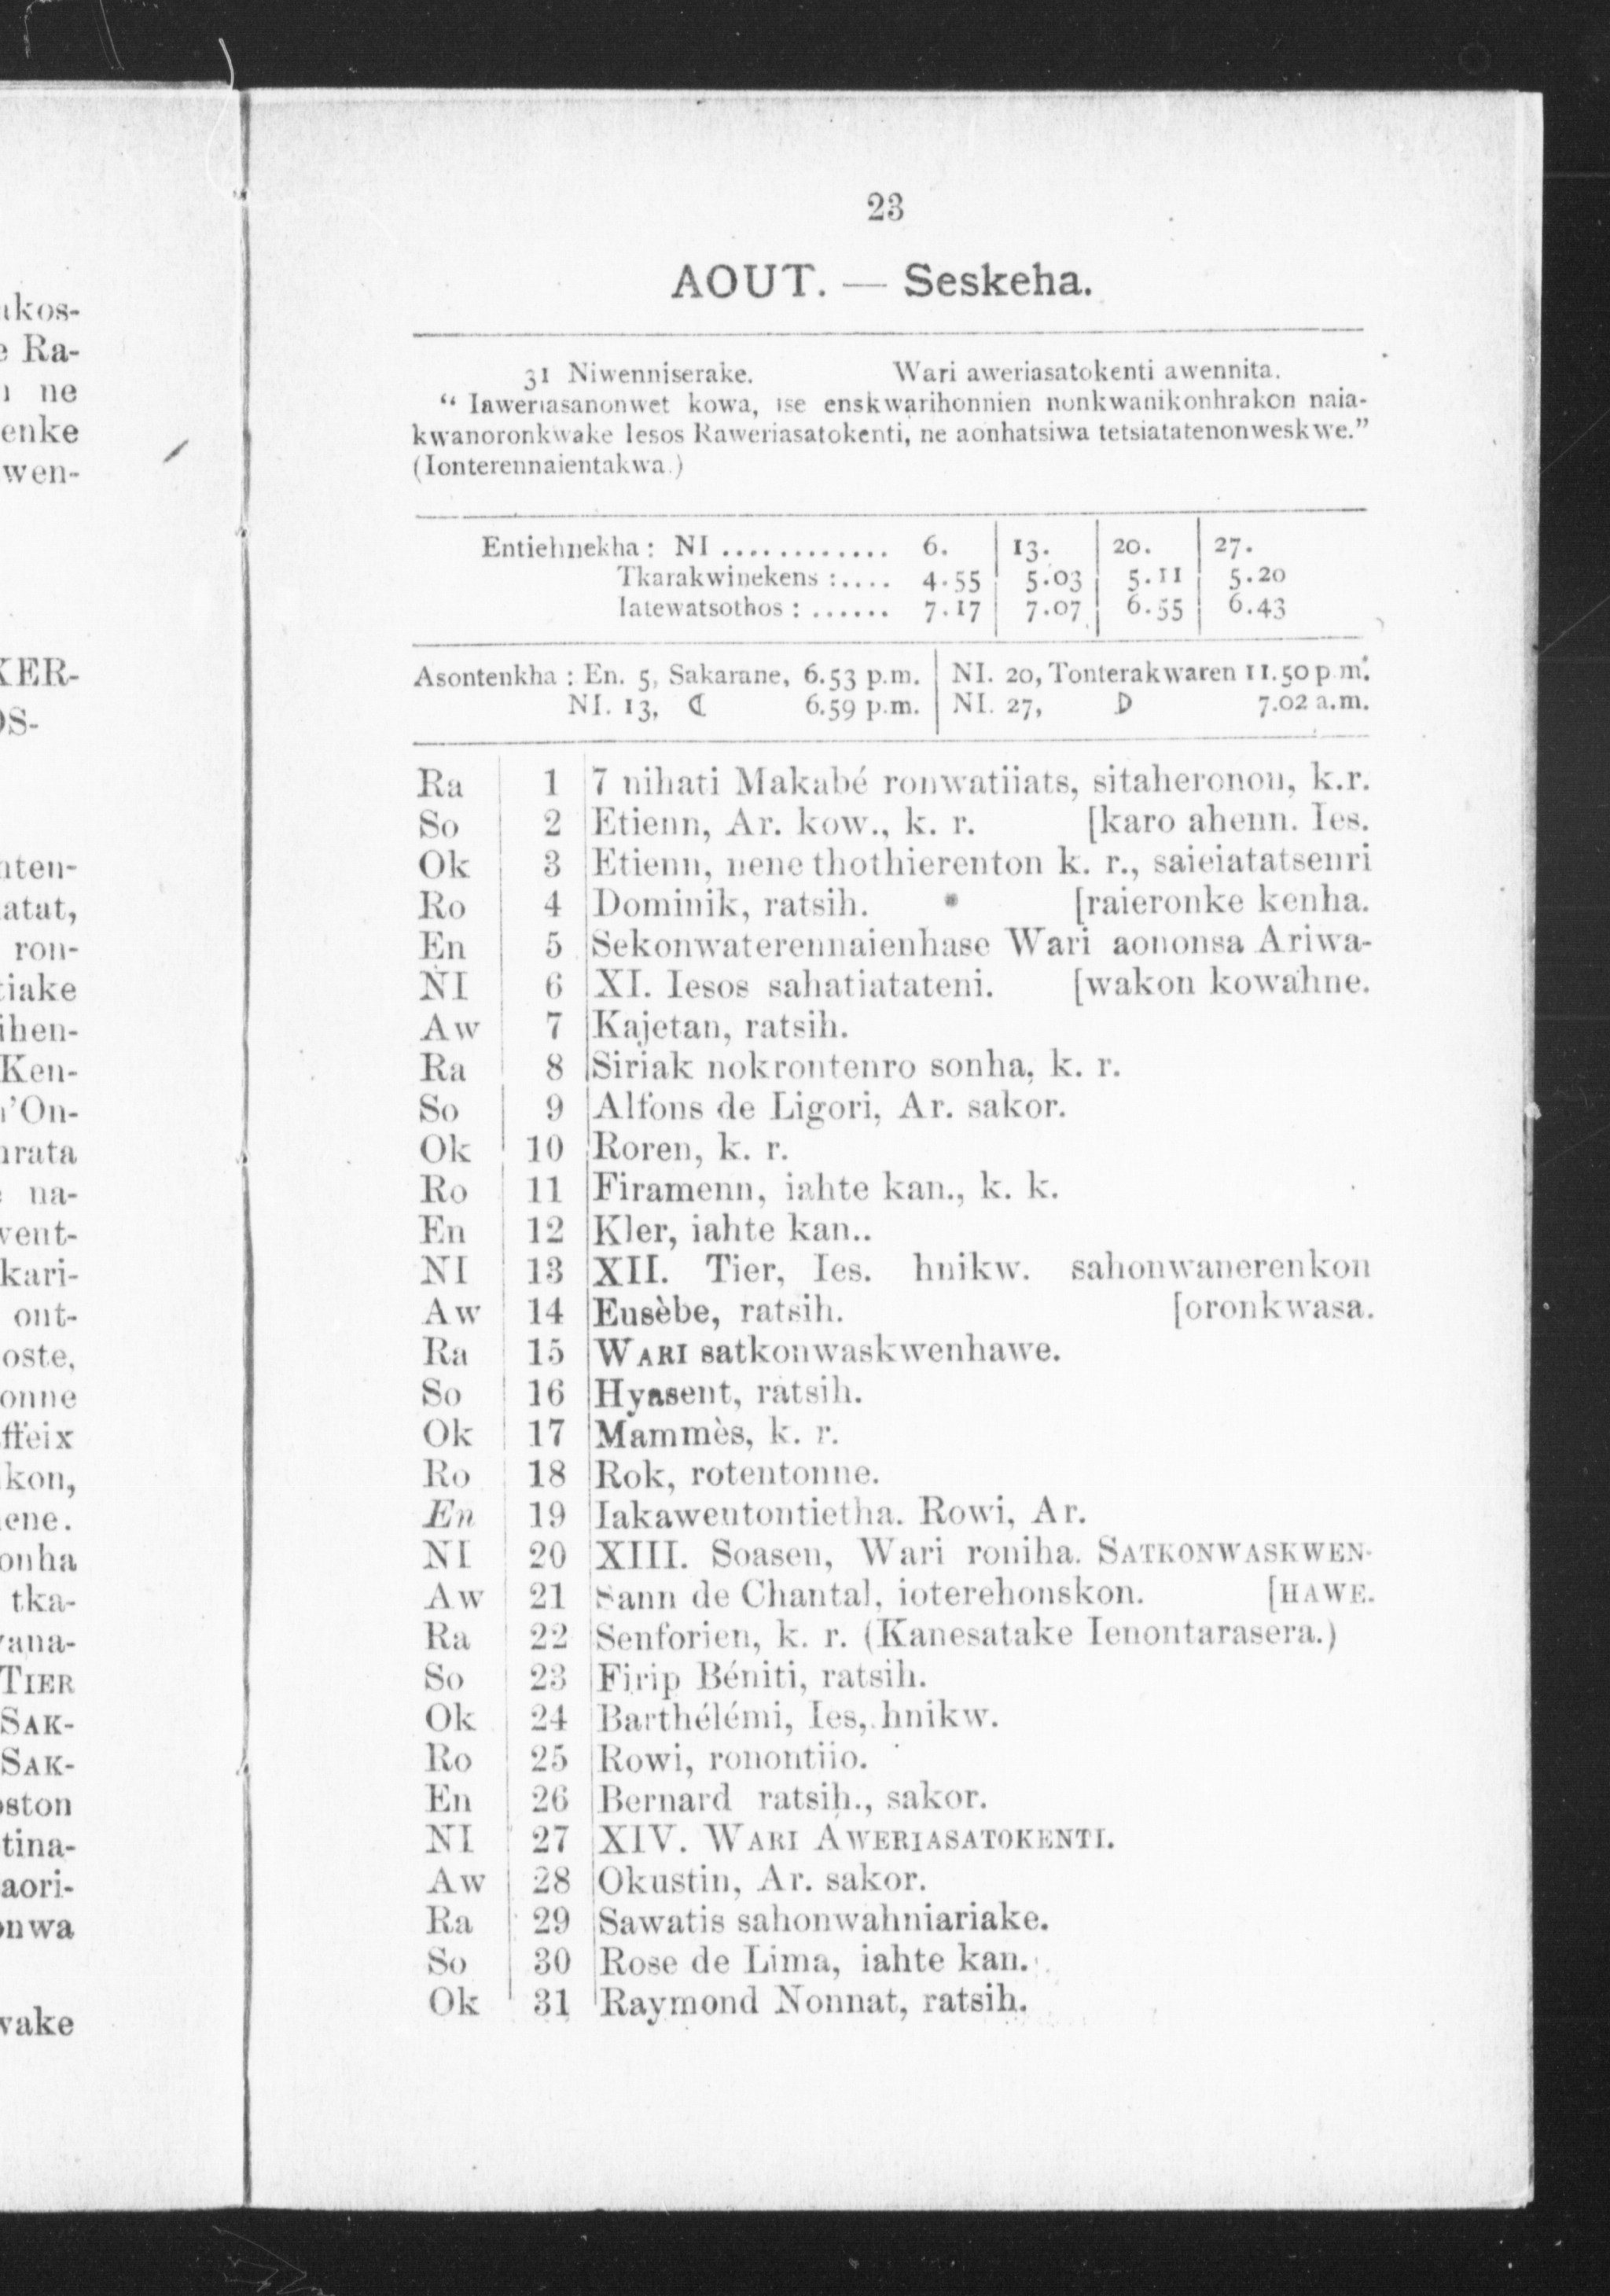 23
AOUT. — Seskeha.
31 Niwenniserake. Wari aweriasatokenti awennita.
“ Iaweriasanonwet kowa, ise enskwarihonnien nonkwanikonhrakon naia-
kwanoronkwake Iesos Raweriasatokenti, ne aonhatsiwa tetsiatatenonweskwe.”
(Ionterennaientakwa.)
Entiehnekha : NI ............ 6. 13. 20. 27.
Tkarakwinekens :.... 4.55 5.03 5.11 5.20
Iatewatsothos : ...... 7.17 7.07 6.55 6.43
Asontenkha : En. 5, Sakarane, 6.53 p.m. NI. 20, Tonterakwaren 11.50 p.m.
NI. 13, ☾ 6.59 p.m. NI. 27, D 7.02 a.m.
Ra 1 7 nihati Makabé ronwatiiats, sitaheronon, k.r.
So 2 Etienn, Ar. kow., k. r. [karo ahenn. Ies.
Ok 3 Etienn, nene thothierenton k. r., saieiatatsenri
Ro 4 Dominik, ratsih. [raieronke kenha.
En 5 Sekonwaterennaienhase Wari aononsa Ariwa-
NI 6 XI. Iesos sahatiatateni. [wakon kowahne.
Aw 7 Kajetan, ratsih.
Ra 8 Siriak nokrontenro sonha, k. r.
So 9 Alfons de Ligori, Ar. sakor.
Ok 10 Roren, k. r.
Ro 11 Firamenn, iahte kan., k. k.
En 12 Kler, iahte kan..
NI 13 XII. Tier, Ies. hnikw. sahonwanerenkon
Aw 14 Eusèbe, ratsih. [oronkwasa.
Ra 15 WARI satkonwaskwenhawe.
So 16 Hyasent, ratsih.
Ok 17 Mammès, k. r.
Ro 18 Rok, rotentonne.
En 19 Iakawentontietha. Rowi, Ar.
NI 20 XIII. Soasen, Wari roniha. SATKONWASKWEN-
Aw 21 Sann de Chantal, ioterehonskon. [HAWE.
Ra 22 Senforien, k. r. (Kanesatake Ienontarasera.)
So 23 Firip Béniti, ratsih.
Ok 24 Barthélémi, Ies, hnikw.
Ro 25 Rowi, ronontiio.
En 26 Bernard ratsih., sakor.
NI 27 XIV. WARI AWERIASATOKENTI.
Aw 28 Okustin, Ar. sakor.
Ra 29 Sawatis sahonwahniariake.
So 30 Rose de Lima, iahte kan.
Ok 31 Raymond Nonnat, ratsih.